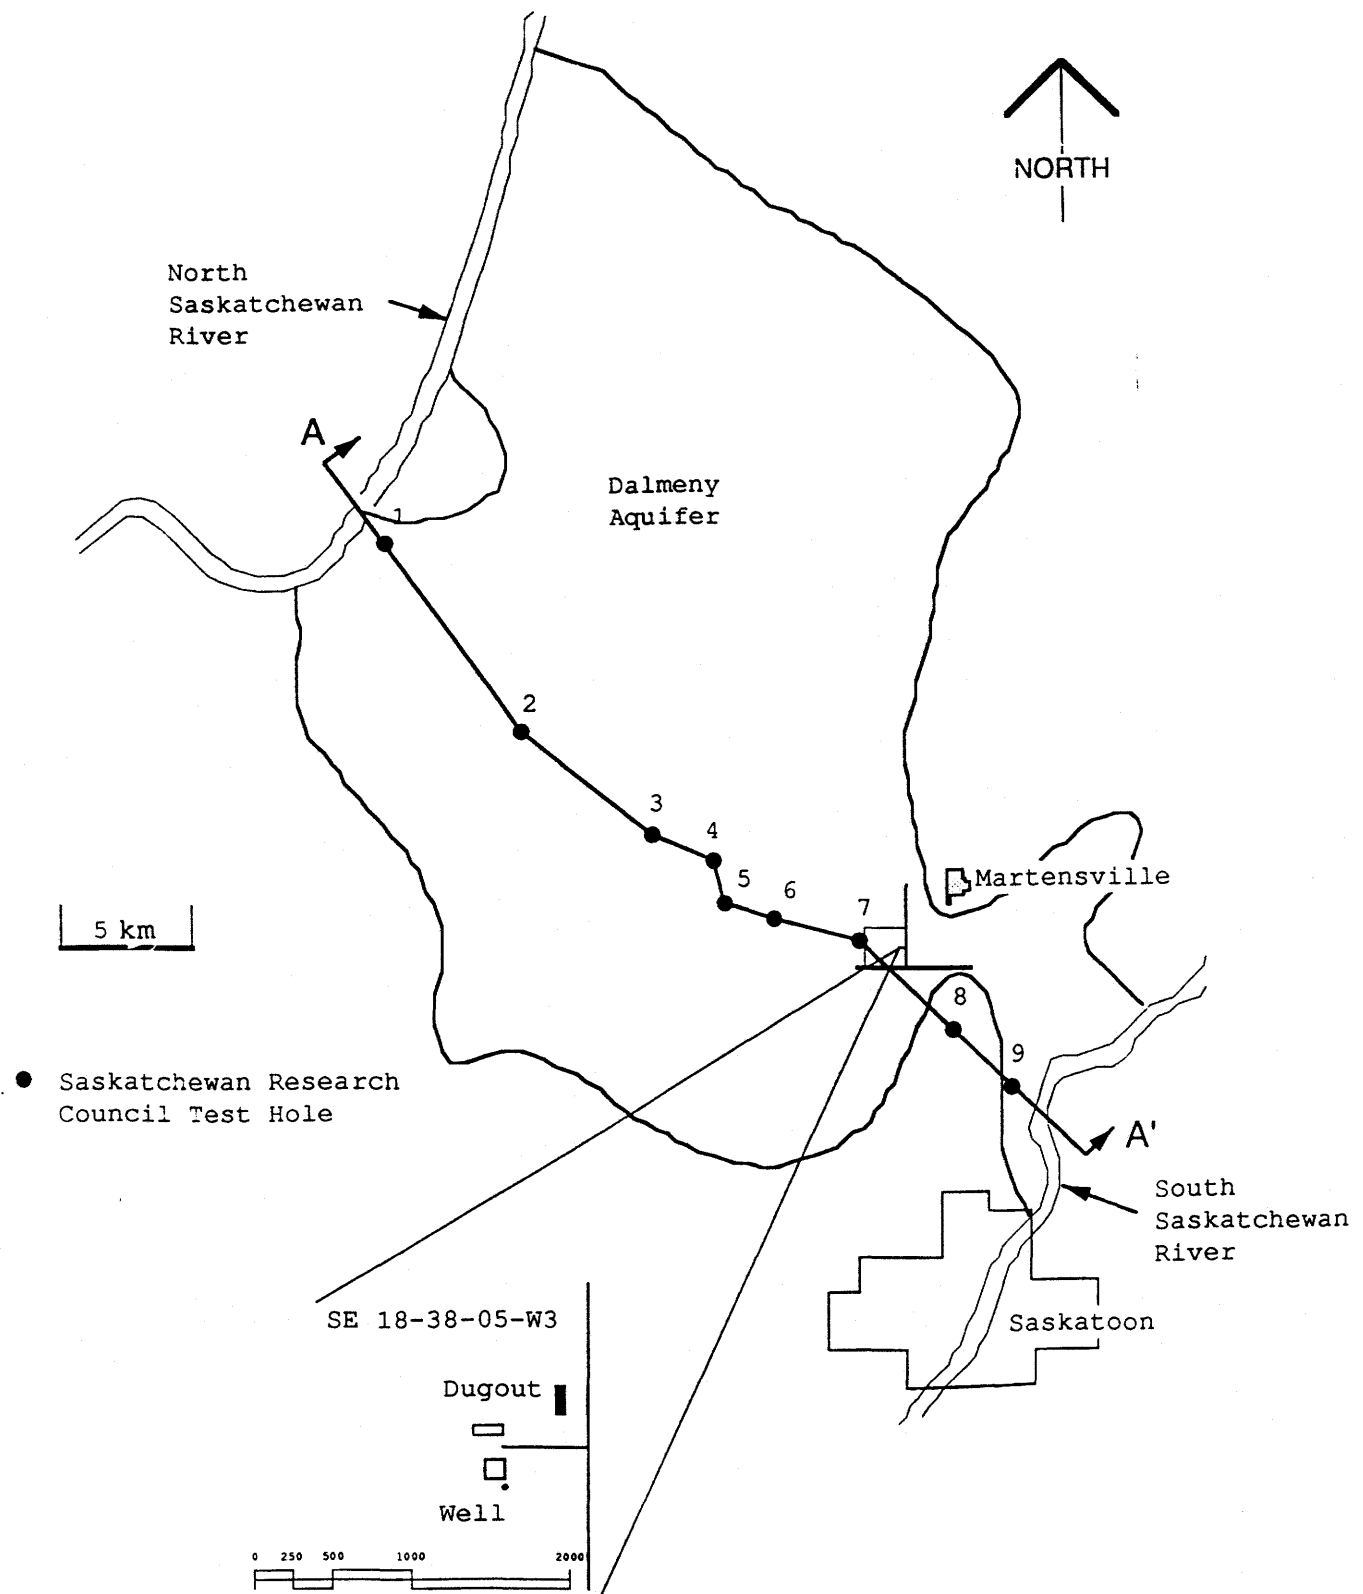 NORTH
North
Saskatchewan
River
A
Dalmeny
Aquifer
1
2
3
4
5
6
7
Martensville
5 km
8
9
Saskatchewan Research
Council Test Hole
A'
South
Saskatchewan
River
SE 18-38-05-W3
Saskatoon
Dugout
Well
0 250 500 1000 2000